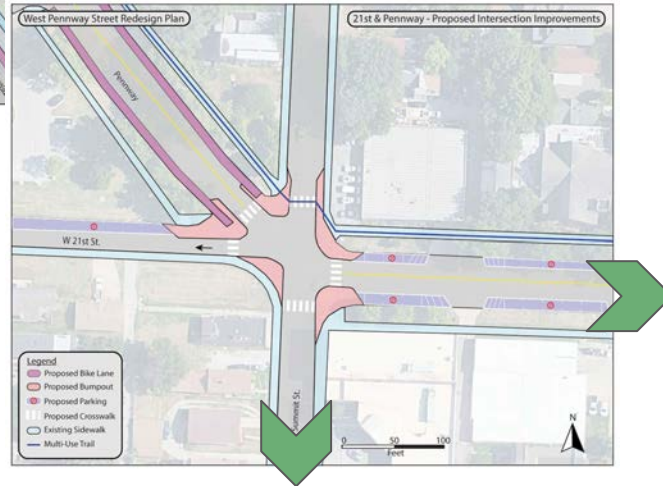 West Pennway Street Redesign Plan
21st & Pennway - Proposed Intersection Improvements
Pennway
W 21st St.
Summit St.
Legend
Proposed Bike Lane
Proposed Bumpout
Proposed Parking
Proposed Crosswalk
Existing Sidewalk
Multi-Use Trail
0 50 100
Feet
N